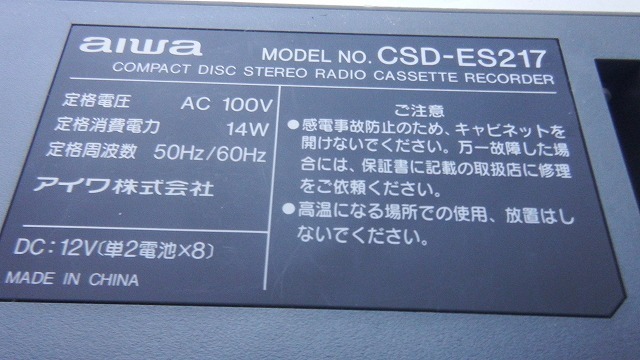 aiwa MODEL NO. CSD-ES217
COMPACT DISC STEREO RADIO CASSETTE RECORDER
定格電圧 AC 100V
定格消費電力 14W
定格周波数 50Hz/60Hz
アイワ株式会社
DC:12V(単2電池×8)
MADE IN CHINA
ご注意
●感電事故防止のため、キャビネットを
開けないでください。万一故障した場
合には、保証書に記載の取扱店に修理
をご依頼ください。
●高温になる場所での使用、放置はし
ないでください。